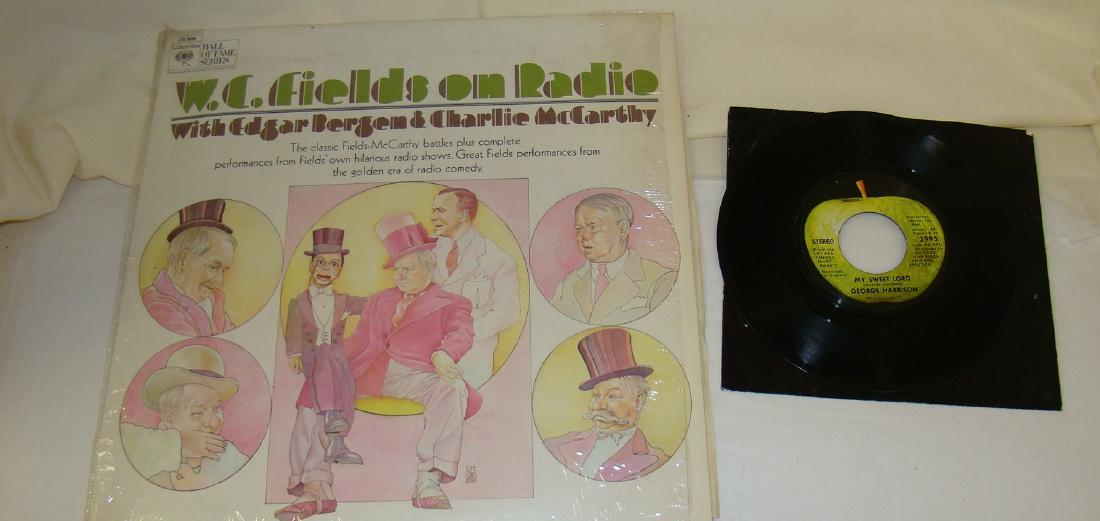 Columbia
HALL
OF FAME
SERIES
W.C. Fields on Radio
With Edgar Bergen & Charlie McCarthy
The classic Fields-McCarthy battles plus complete
performances from Fields' own hilarious radio shows. Great Fields performances from
the golden era of radio comedy.
STEREO
2995
MY SWEET LORD
GEORGE HARRISON